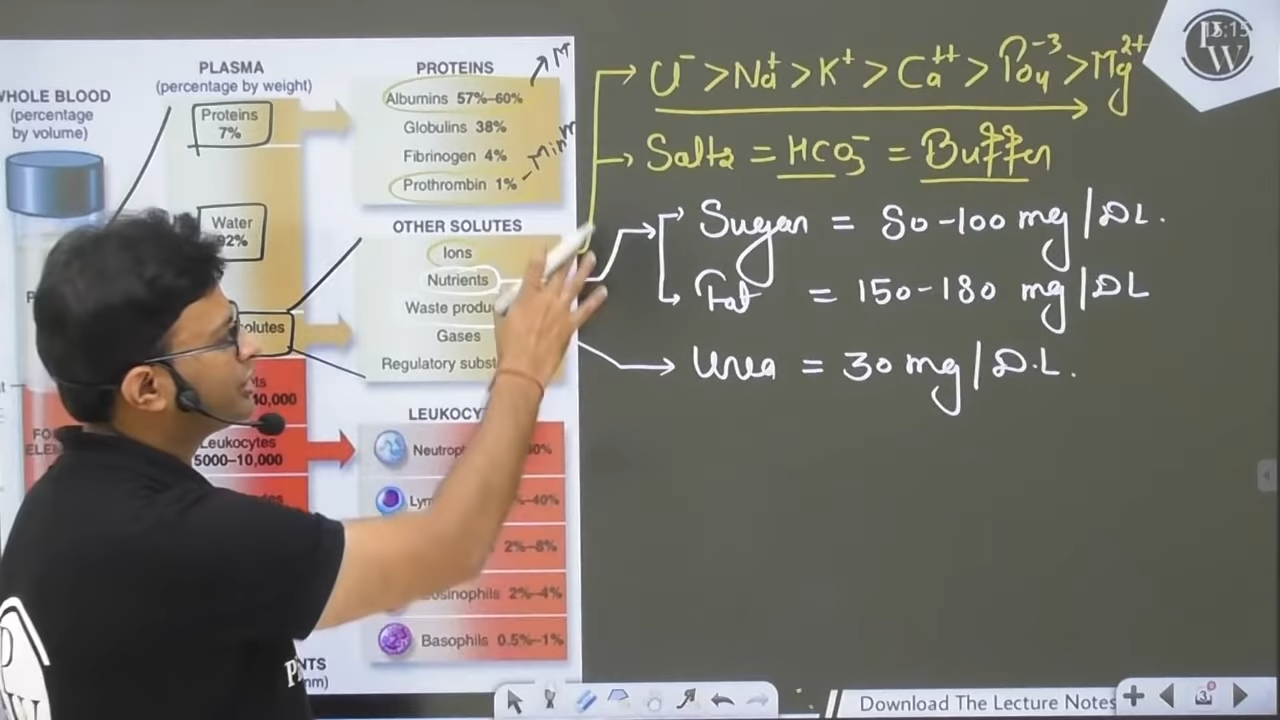 15:15
PW
WHOLE BLOOD
(percentage
by volume)
PLASMA
(percentage by weight)
Proteins
7%
Water
92%
PROTEINS
Albumins 57%–60%
Globulins 38%
Fibrinogen 4%
Prothrombin 1%
OTHER SOLUTES
Ions
Nutrients
Gases
LEUKOCY
Leukocytes
5000–10,000
2%–8%
2%–4%
Basophils 0.5%–1%
Cl⁻ > Na⁺ > K⁺ > Ca⁺⁺ > PO₄⁻³ > Mg²⁺
Salts = HCO₃⁻ = Buffer
Sugar = 80-100 mg/DL.
Fat = 150-180 mg/DL
Urea = 30 mg/D.L.
Download The Lecture Notes